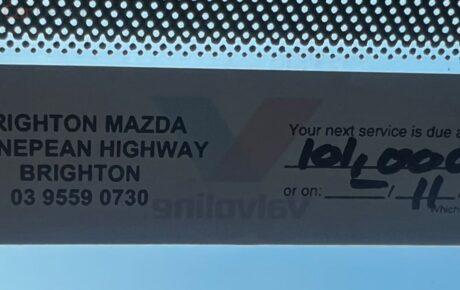 RIGHTON MAZDA
NEPEAN HIGHWAY
BRIGHTON
03 9559 0730
Your next service is due a
101,000
or on: - / 11
Which
Valvoline